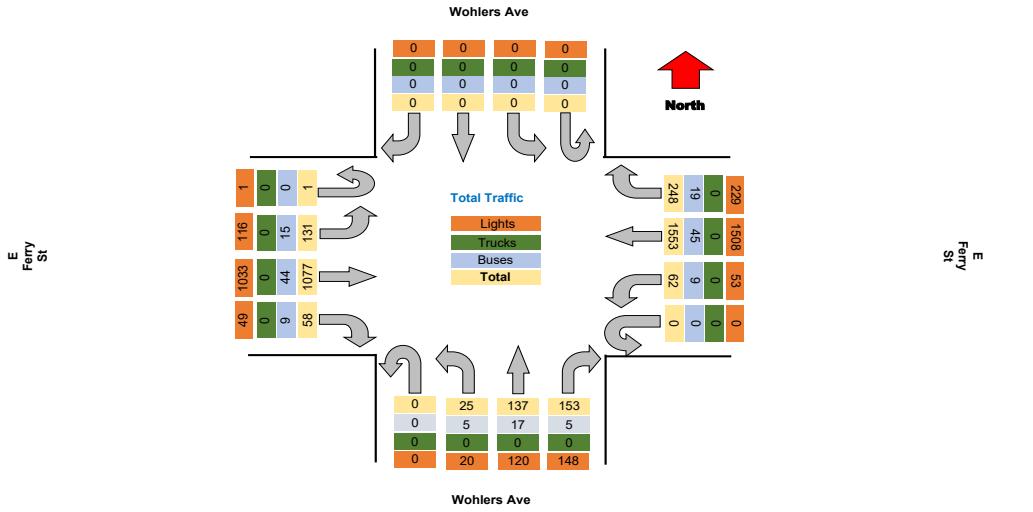 Wohlers Ave
0 0 0 0
0 0 0 0
0 0 0 0
0 0 0 0
North
1 0 0 1
116 0 15 131
1033 0 44 1077
49 0 9 58
E
Ferry
St
Total Traffic
Lights
Trucks
Buses
Total
248 19 0 229
1553 45 0 1508
62 9 0 53
0 0 0 0
E
Ferry
St
0 25 137 153
0 5 17 5
0 0 0 0
0 20 120 148
Wohlers Ave